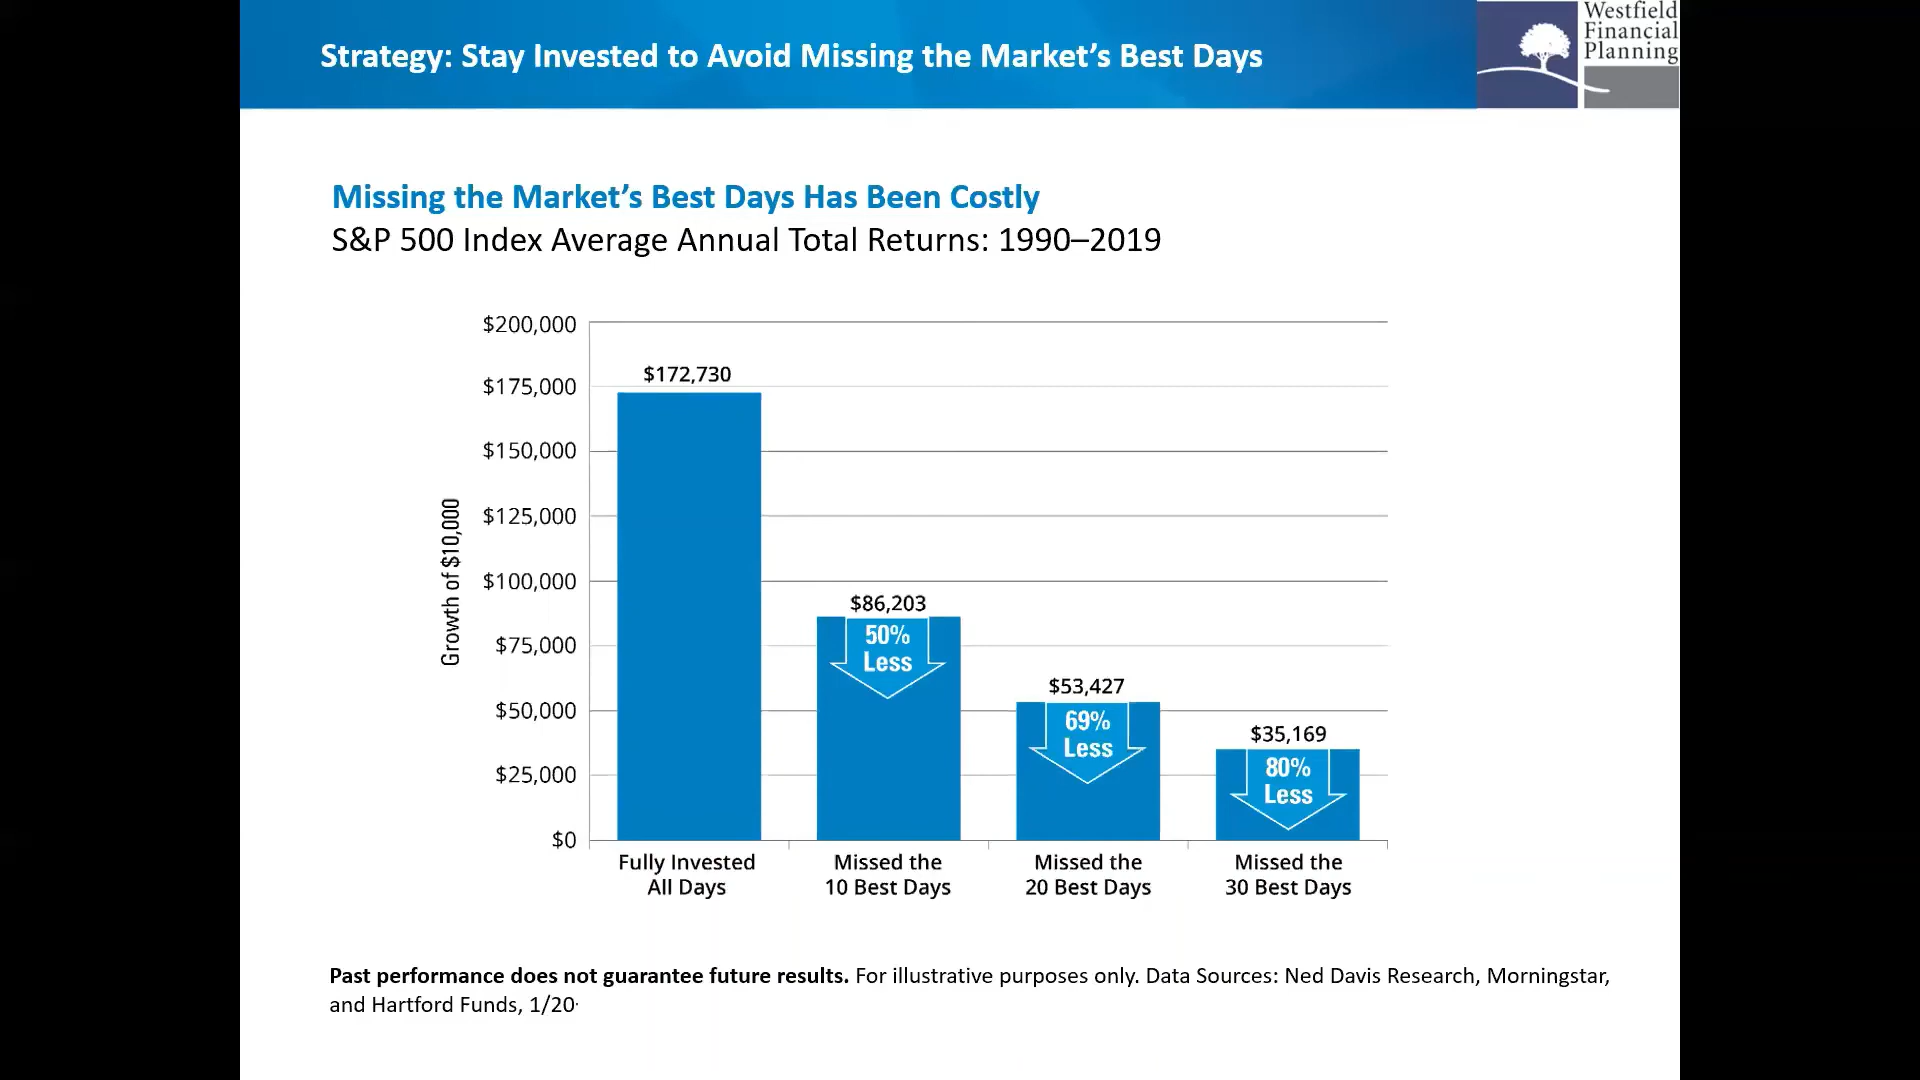 Strategy: Stay Invested to Avoid Missing the Market’s Best Days
Westfield
Financial
Planning
Missing the Market’s Best Days Has Been Costly
S&P 500 Index Average Annual Total Returns: 1990–2019
Growth of $10,000
$200,000
$175,000
$150,000
$125,000
$100,000
$75,000
$50,000
$25,000
$0
$172,730
$86,203
50%
Less
$53,427
69%
Less
$35,169
80%
Less
Fully Invested
All Days
Missed the
10 Best Days
Missed the
20 Best Days
Missed the
30 Best Days
Past performance does not guarantee future results. For illustrative purposes only. Data Sources: Ned Davis Research, Morningstar,
and Hartford Funds, 1/20.